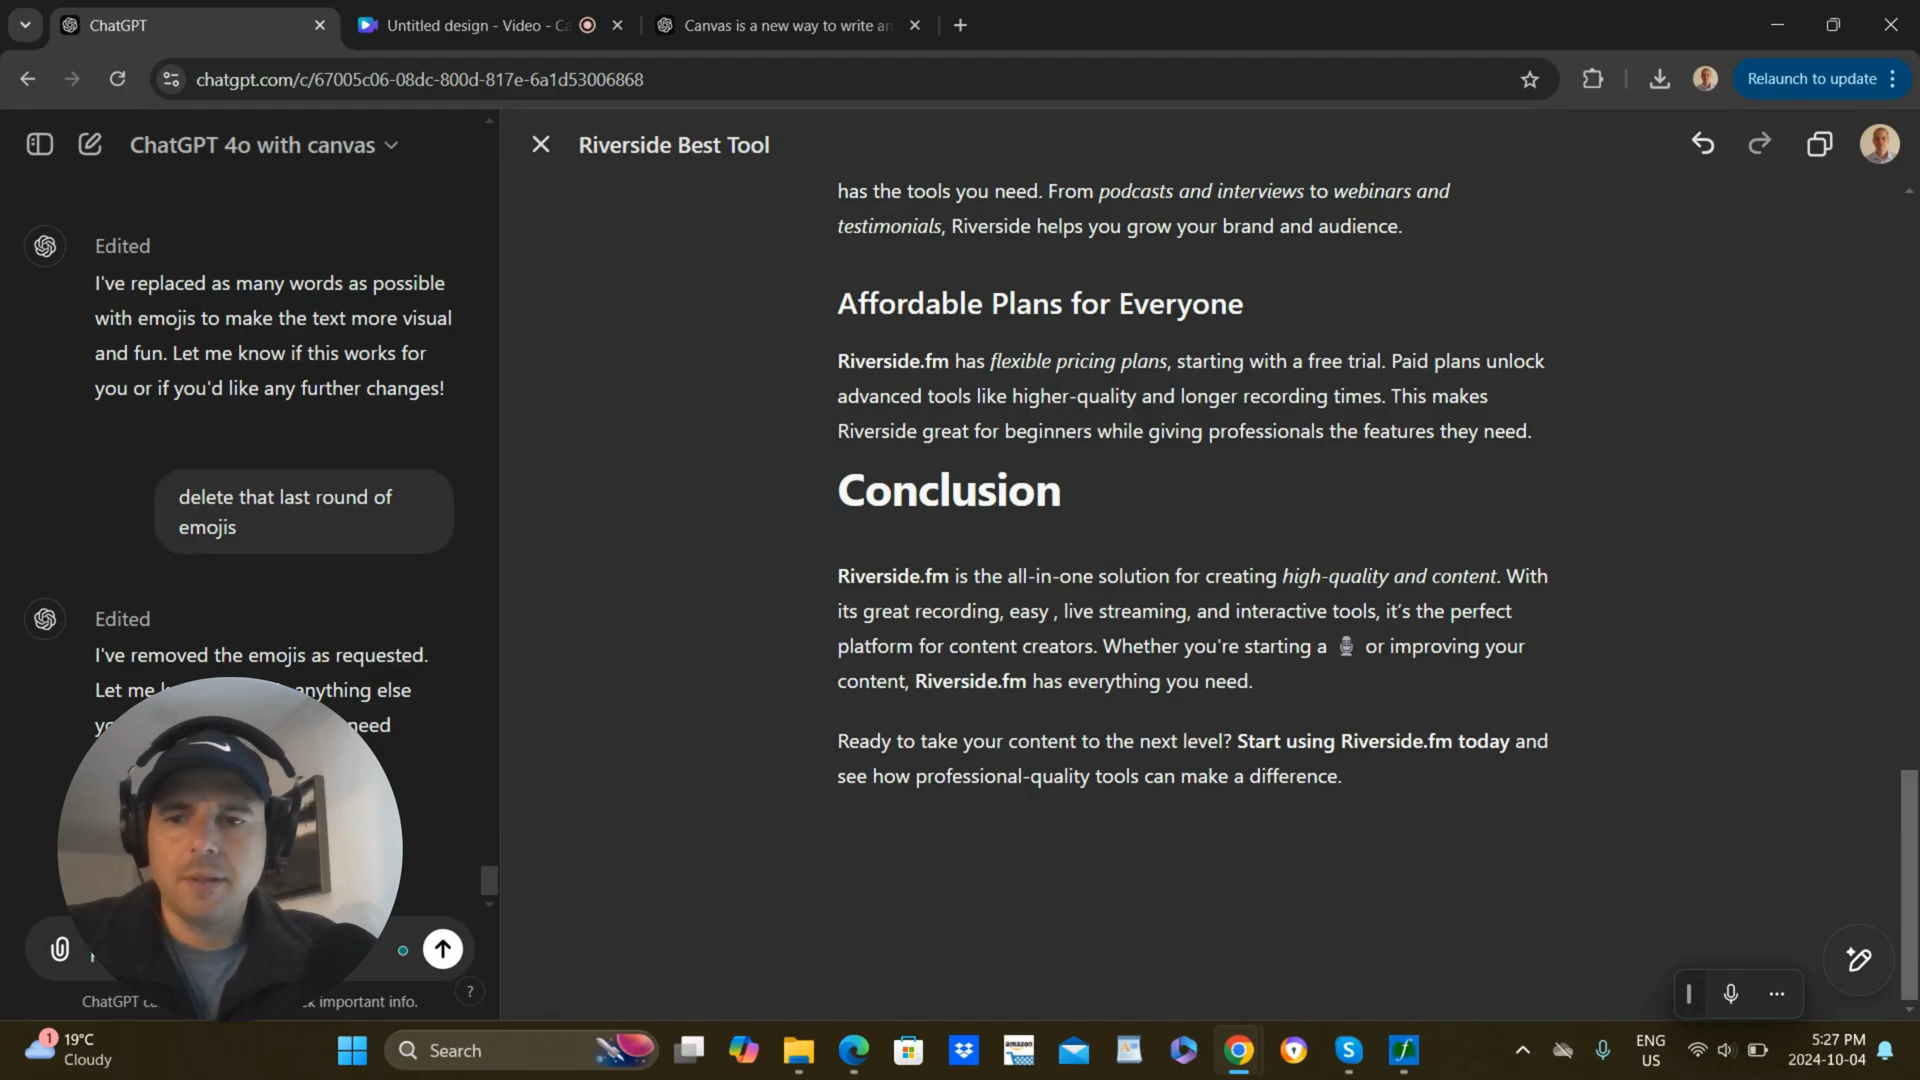 ChatGPT
Untitled design - Video - Ca
Canvas is a new way to write an
chatgpt.com/c/67005c06-08dc-800d-817e-6a1d53006868
Relaunch to update
ChatGPT 4o with canvas
Riverside Best Tool
Edited
I've replaced as many words as possible
with emojis to make the text more visual
and fun. Let me know if this works for
you or if you'd like any further changes!
delete that last round of
emojis
Edited
I've removed the emojis as requested.
Let me anything else
need
ChatGPT important info.
?
has the tools you need. From podcasts and interviews to webinars and
testimonials, Riverside helps you grow your brand and audience.
Affordable Plans for Everyone
Riverside.fm has flexible pricing plans, starting with a free trial. Paid plans unlock
advanced tools like higher-quality and longer recording times. This makes
Riverside great for beginners while giving professionals the features they need.
Conclusion
Riverside.fm is the all-in-one solution for creating high-quality and content. With
its great recording, easy , live streaming, and interactive tools, it's the perfect
platform for content creators. Whether you're starting a 🎙 or improving your
content, Riverside.fm has everything you need.
Ready to take your content to the next level? Start using Riverside.fm today and
see how professional-quality tools can make a difference.
1
19°C
Cloudy
Search
amazon
ENG
US
5:27 PM
2024-10-04